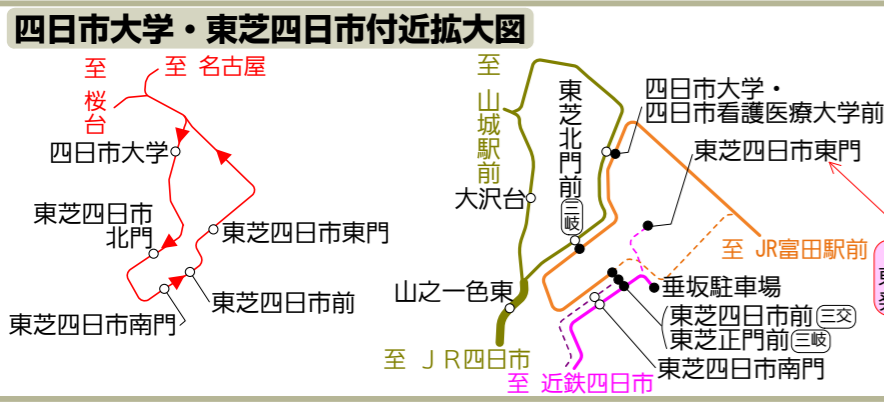 四日市大学・東芝四日市付近拡大図
至 桜台
至 名古屋
四日市大学
東芝四日市
北門
東芝四日市東門
東芝四日市前
東芝四日市南門
至 山城駅前
東芝北門前
三岐
四日市大学・
四日市看護医療大学前
東芝四日市東門
大沢台
至 JR富田駅前
山之一色東
垂坂駐車場
東芝四日市前 三交
東芝正門前 三岐
東芝四日市南門
至 ＪＲ四日市
至 近鉄四日市